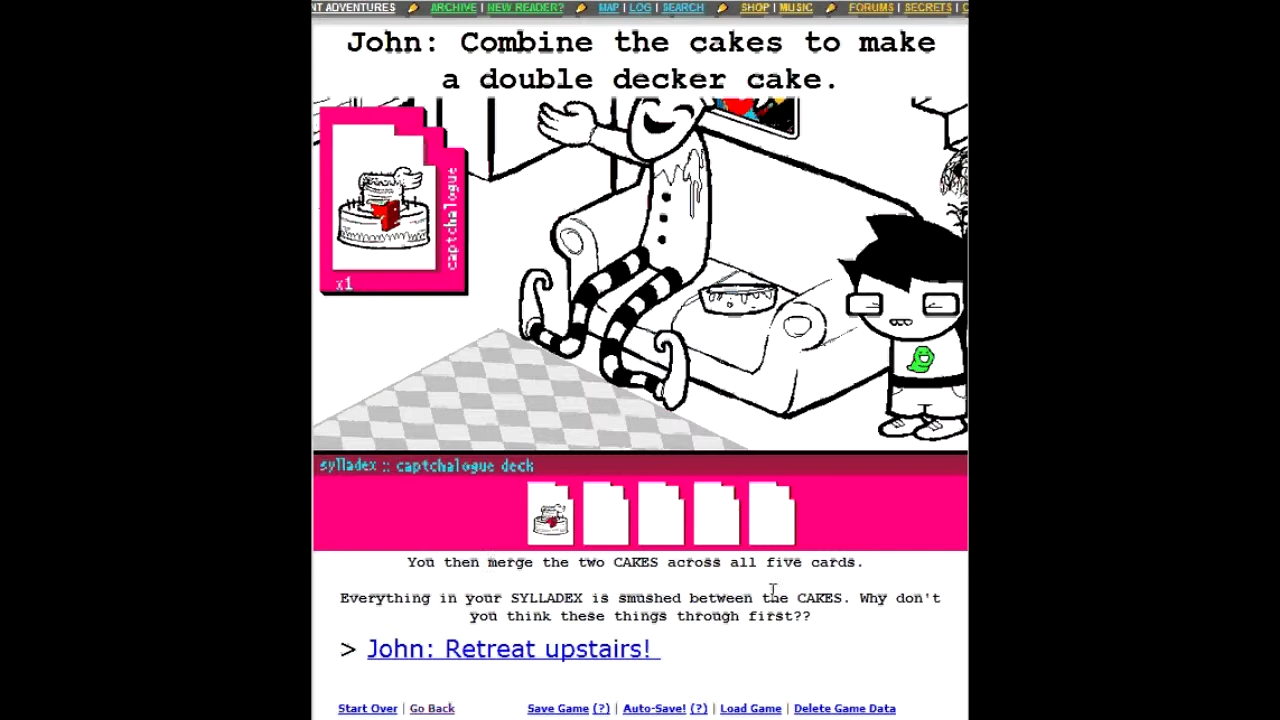 NT ADVENTURES ARCHIVE | NEW READER? MAP | LOG | SEARCH SHOP | MUSIC FORUMS | SECRETS |
John: Combine the cakes to make
a double decker cake.
captchalogue
x1
sylladex :: captchalogue deck
You then merge the two CAKES across all five cards.
Everything in your SYLLADEX is smushed between the CAKES. Why don't
you think these things through first??
> John: Retreat upstairs!
Start Over | Go Back Save Game (?) | Auto-Save! (?) | Load Game | Delete Game Data